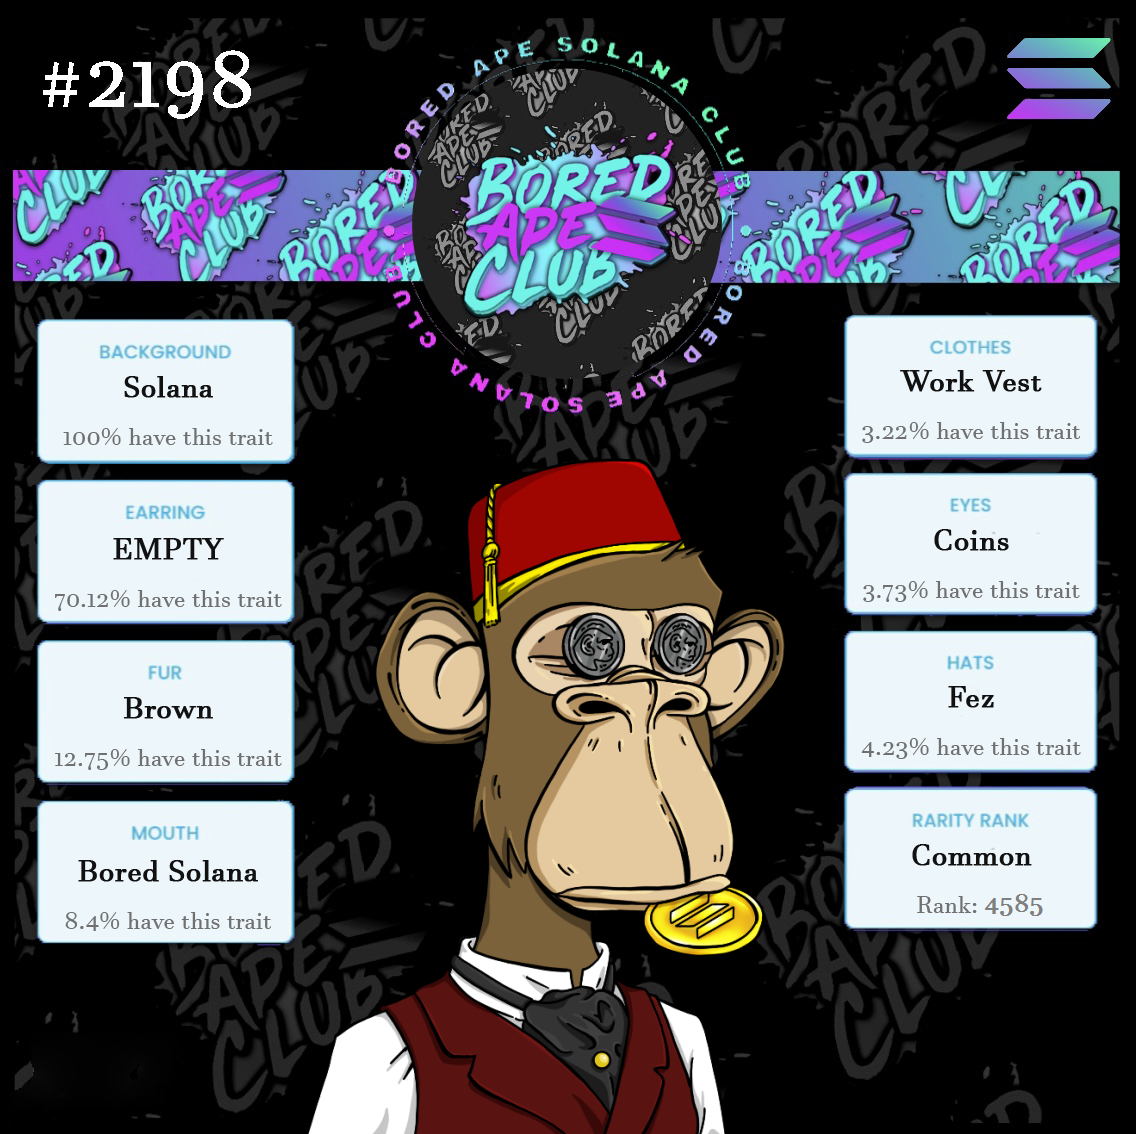 #2198
BORED APE SOLANA CLUB
BORED
APE
CLUB
BORED APE SOLANA CLUB
BACKGROUND
Solana
100% have this trait
EARRING
EMPTY
70.12% have this trait
FUR
Brown
12.75% have this trait
MOUTH
Bored Solana
8.4% have this trait
CLOTHES
Work Vest
3.22% have this trait
EYES
Coins
3.73% have this trait
HATS
Fez
4.23% have this trait
RARITY RANK
Common
Rank: 4585